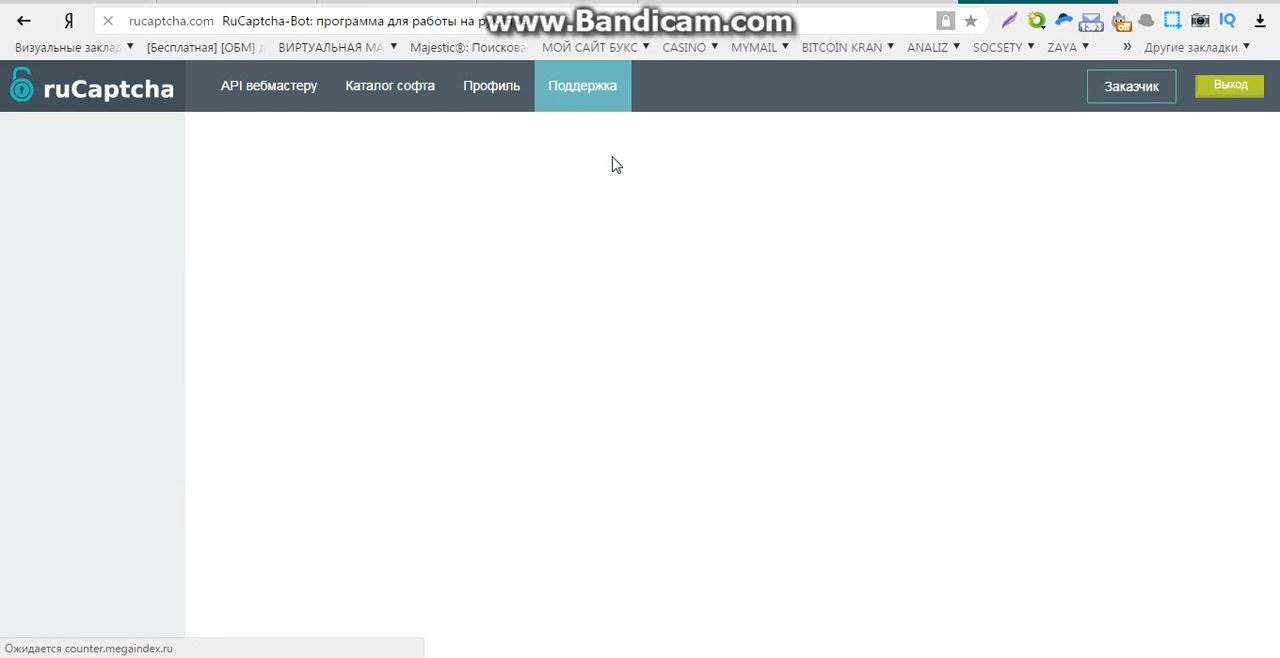 rucaptcha.com RuCaptcha-Bot: программа для работы на
www.Bandicam.com
Визуальные заклад [Бесплатная] [ОБМ] ВИРТУАЛЬНАЯ МА Majestic®: Поискова МОЙ САЙТ БУКС CASINO MYMAIL BITCOIN KRAN ANALIZ SOCSETY ZAYA » Другие закладки
ruCaptcha API вебмастеру Каталог софта Профиль Поддержка Заказчик Выход
Ожидается counter.megaindex.ru